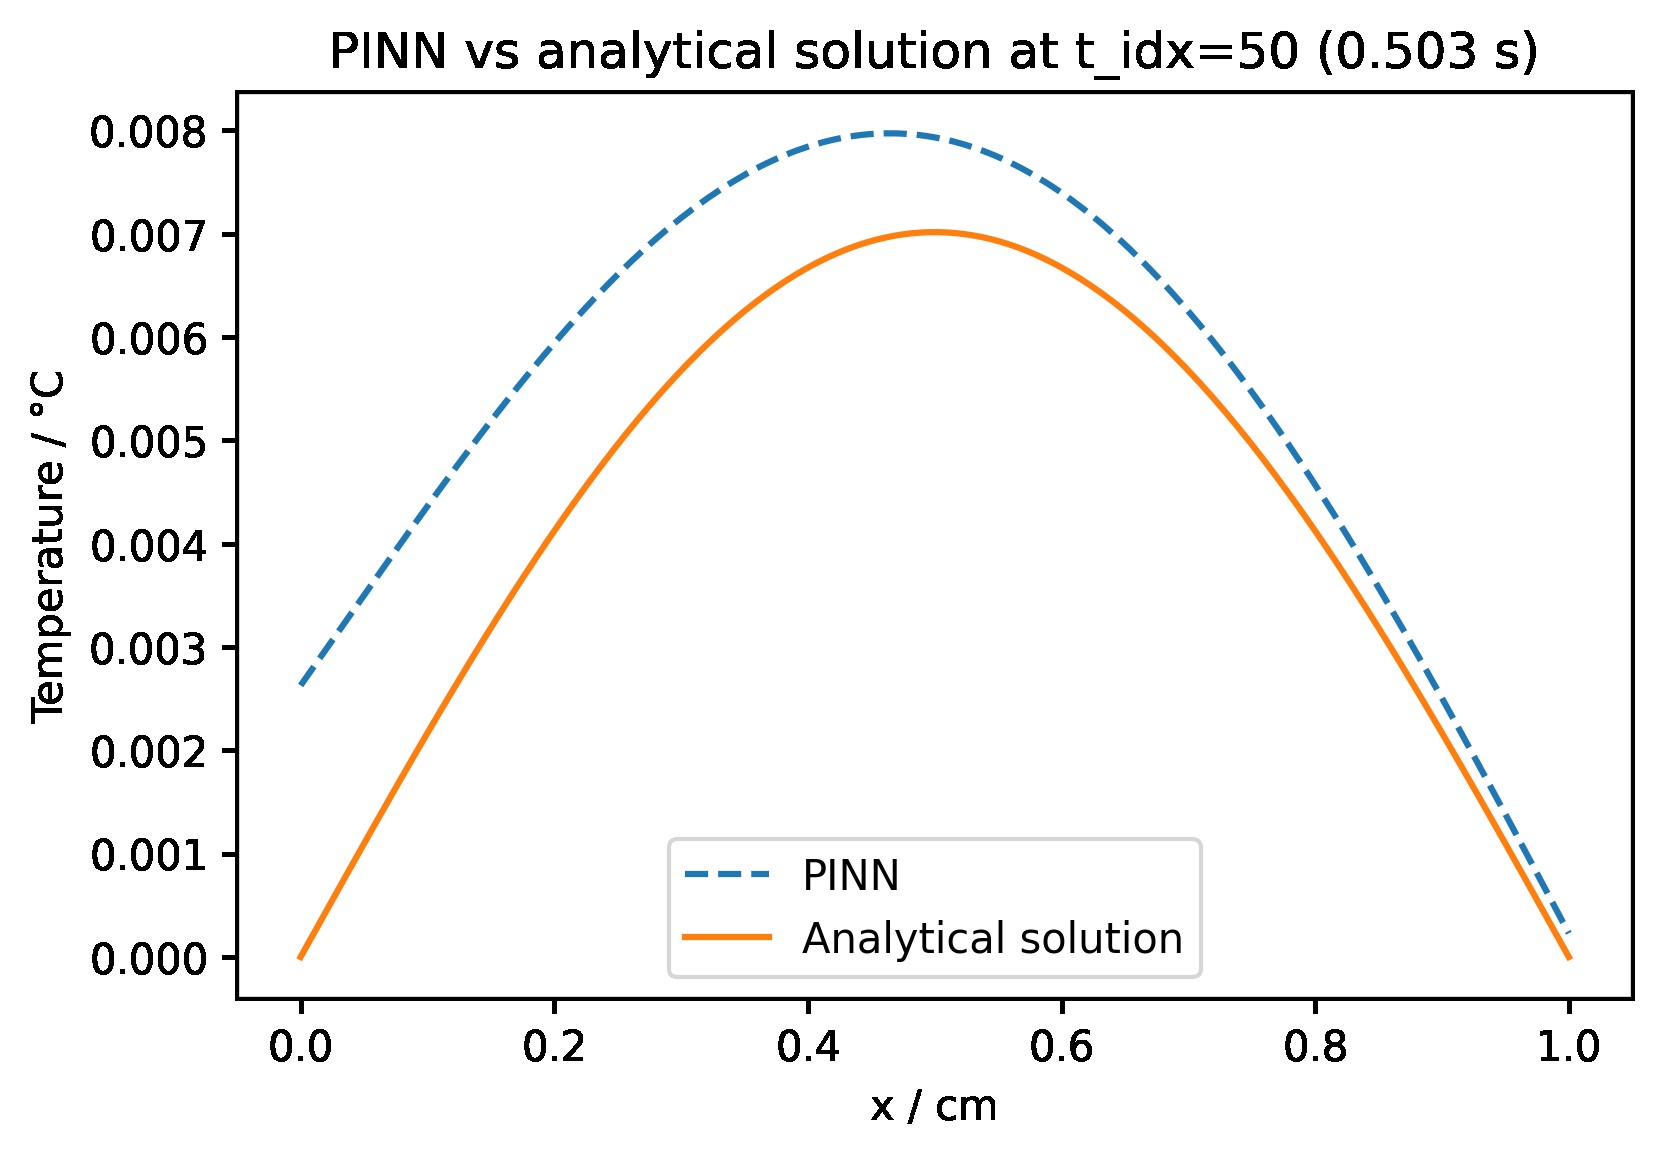 PINN vs analytical solution at t_idx=50 (0.503 s)
0.008
0.007
0.006
0.005
0.004
0.003
0.002
0.001
0.000
Temperature / °C
PINN
Analytical solution
0.0 0.2 0.4 0.6 0.8 1.0
x / cm